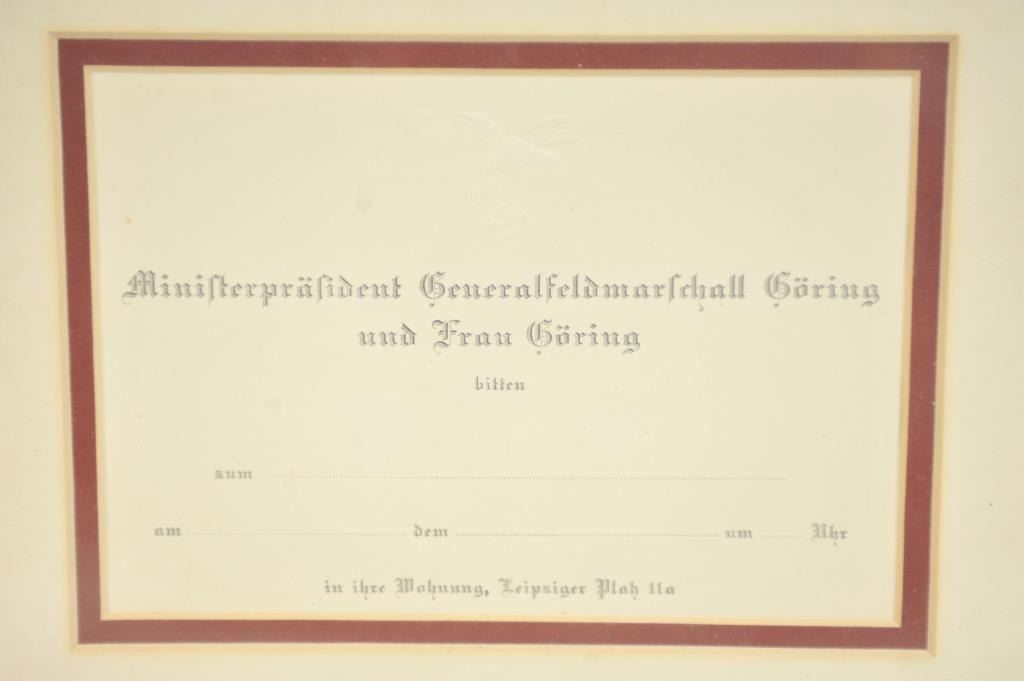 Miniſterpräſident Generalfeldmarſchall Göring
und Frau Göring
bitten
zum
am dem um Uhr
in ihre Wohnung, Leipziger Platz 11a